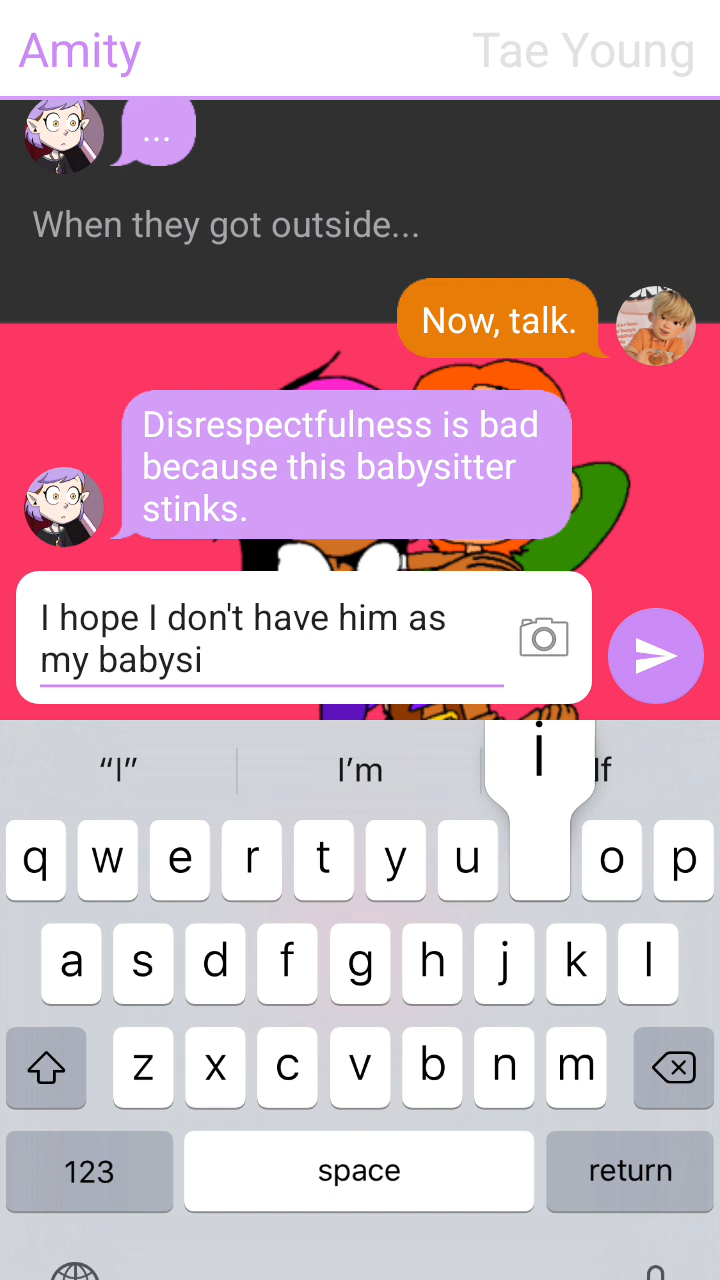 Amity
Tae Young
...
When they got outside...
Now, talk.
Disrespectfulness is bad
because this babysitter
stinks.
I hope I don't have him as
my babysi
“I”
I’m
If
i
q w e r t y u o p
a s d f g h j k l
z x c v b n m
123
space
return